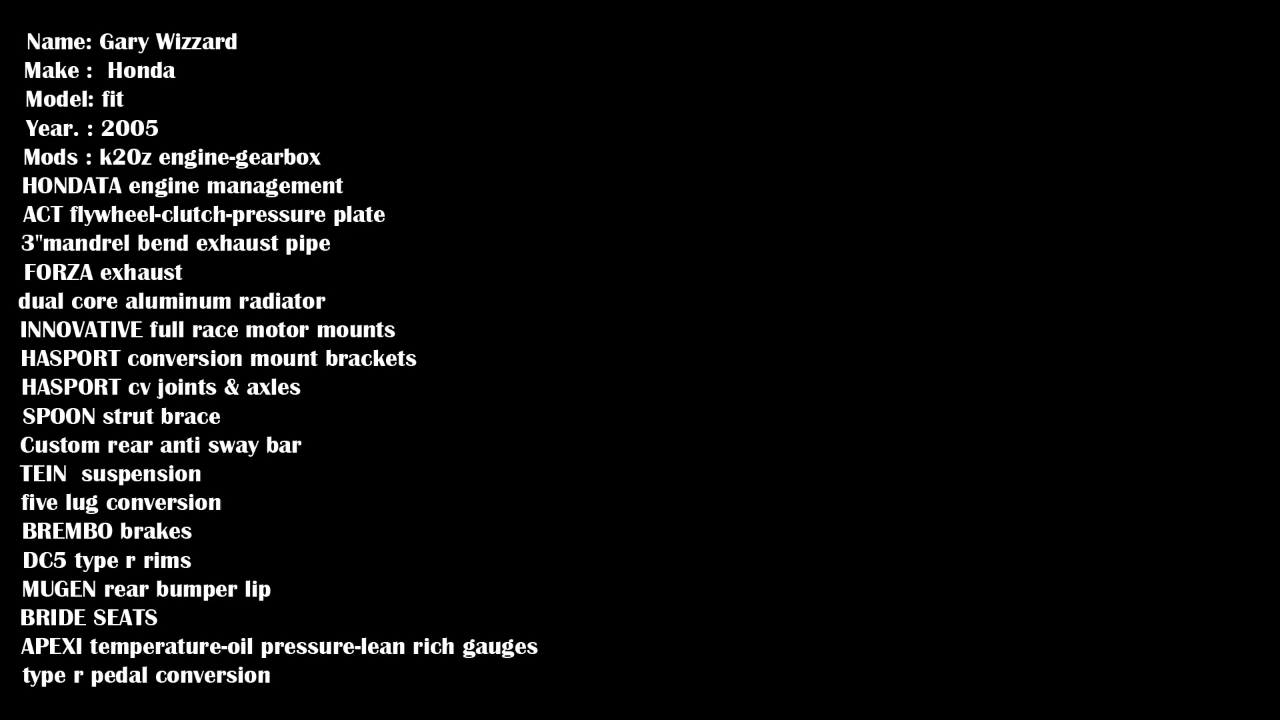 Name: Gary Wizzard
Make :  Honda
Model: fit
Year. : 2005
Mods : k20z engine-gearbox
HONDATA engine management
ACT flywheel-clutch-pressure plate
3"mandrel bend exhaust pipe
FORZA exhaust
dual core aluminum radiator
INNOVATIVE full race motor mounts
HASPORT conversion mount brackets
HASPORT cv joints & axles
SPOON strut brace
Custom rear anti sway bar
TEIN  suspension
five lug conversion
BREMBO brakes
DC5 type r rims
MUGEN rear bumper lip
BRIDE SEATS
APEXI temperature-oil pressure-lean rich gauges
type r pedal conversion